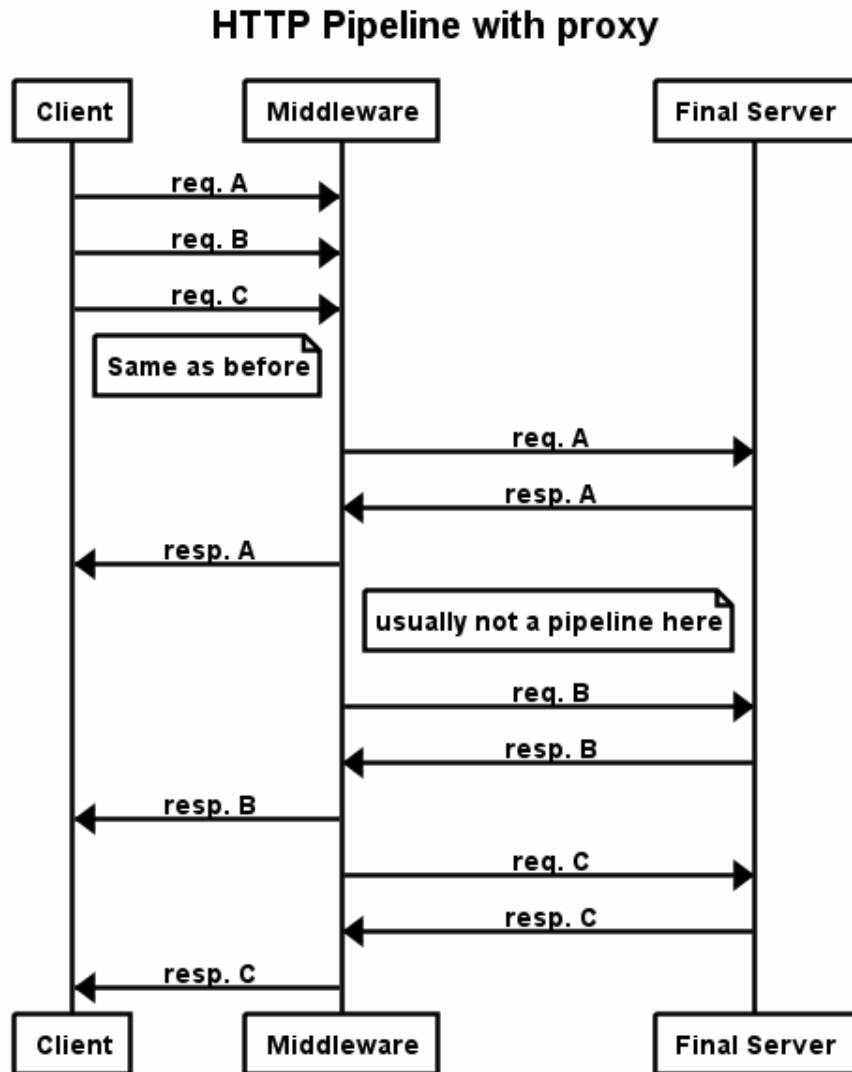 HTTP Pipeline with proxy
Client
Middleware
Final Server
req. A
req. B
req. C
Same as before
req. A
resp. A
resp. A
usually not a pipeline here
req. B
resp. B
resp. B
req. C
resp. C
resp. C
Client
Middleware
Final Server